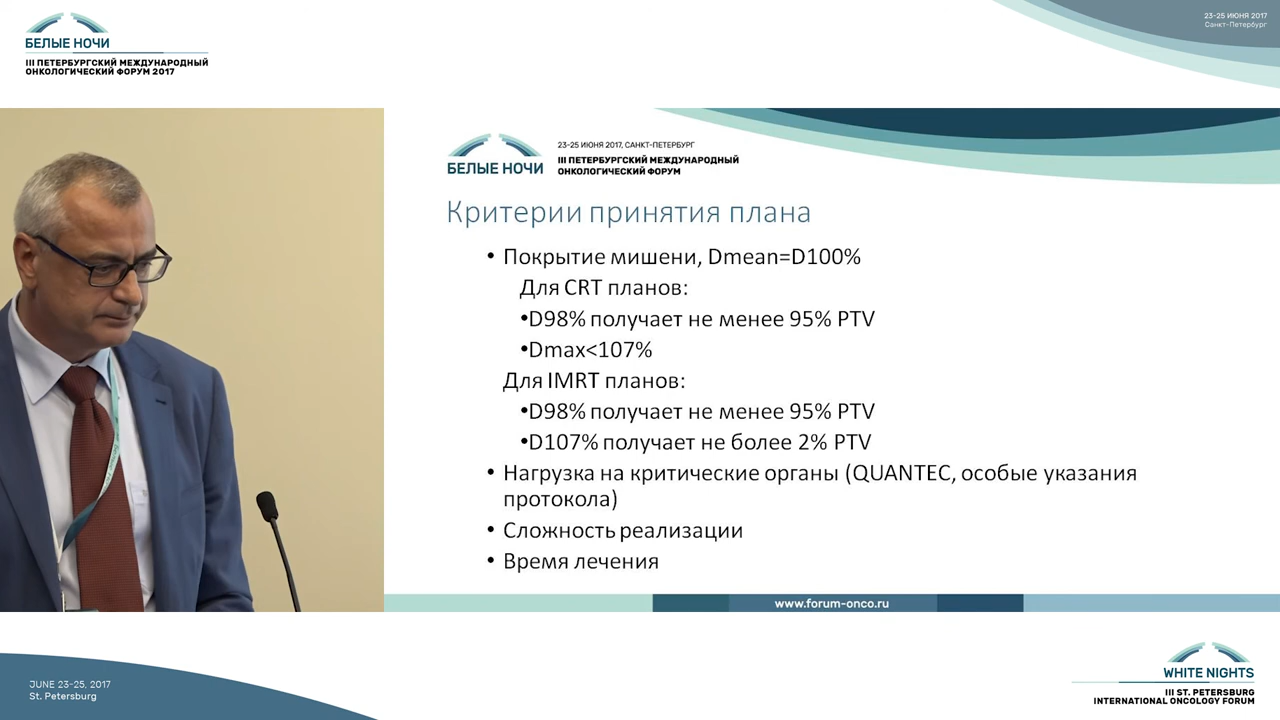 БЕЛЫЕ НОЧИ
III ПЕТЕРБУРГСКИЙ МЕЖДУНАРОДНЫЙ
ОНКОЛОГИЧЕСКИЙ ФОРУМ 2017
23-25 ИЮНЯ 2017
Санкт-Петербург
БЕЛЫЕ НОЧИ
23-25 ИЮНЯ 2017, САНКТ-ПЕТЕРБУРГ
III ПЕТЕРБУРГСКИЙ МЕЖДУНАРОДНЫЙ
ОНКОЛОГИЧЕСКИЙ ФОРУМ
Критерии принятия плана
• Покрытие мишени, Dmean=D100%
Для CRT планов:
•D98% получает не менее 95% PTV
•Dmax<107%
Для IMRT планов:
•D98% получает не менее 95% PTV
•D107% получает не более 2% PTV
• Нагрузка на критические органы (QUANTEC, особые указания
протокола)
• Сложность реализации
• Время лечения
www.forum-onco.ru
JUNE 23-25, 2017
St. Petersburg
WHITE NIGHTS
III ST. PETERSBURG
INTERNATIONAL ONCOLOGY FORUM